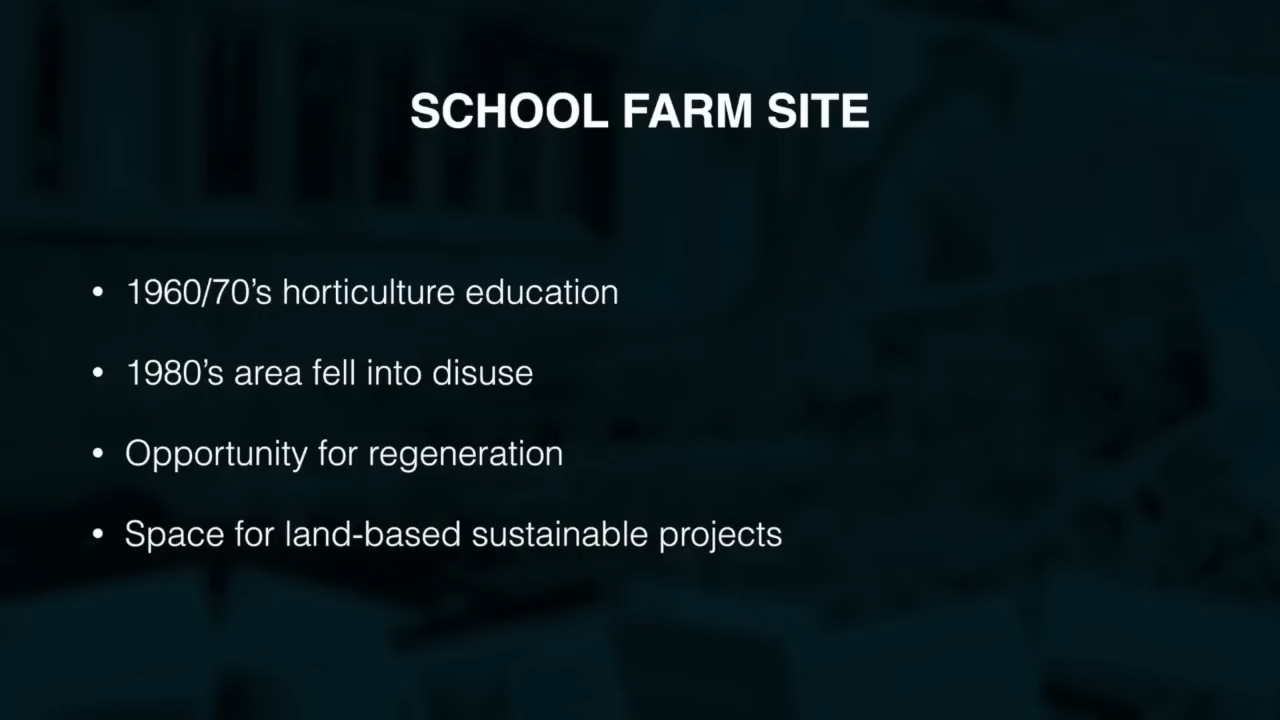 SCHOOL FARM SITE
• 1960/70’s horticulture education
• 1980’s area fell into disuse
• Opportunity for regeneration
• Space for land-based sustainable projects